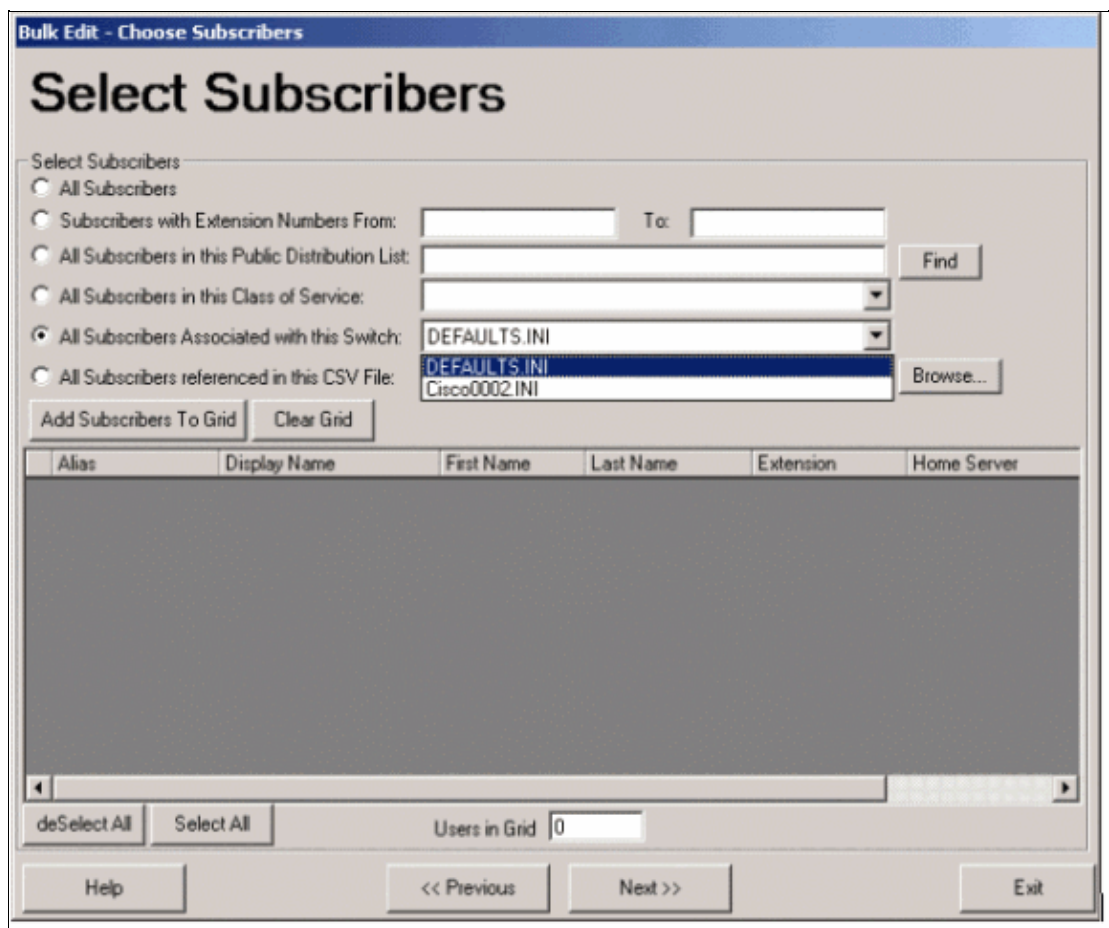 Bulk Edit - Choose Subscribers
Select Subscribers
Select Subscribers
All Subscribers
Subscribers with Extension Numbers From: To:
All Subscribers in this Public Distribution List: Find
All Subscribers in this Class of Service:
All Subscribers Associated with this Switch: DEFAULTS.INI
DEFAULTS.INI
All Subscribers referenced in this CSV File: Browse...
Cisco0002.INI
Add Subscribers To Grid Clear Grid
Alias Display Name First Name Last Name Extension Home Server
deSelect All Select All Users in Grid 0
Help << Previous Next >> Exit